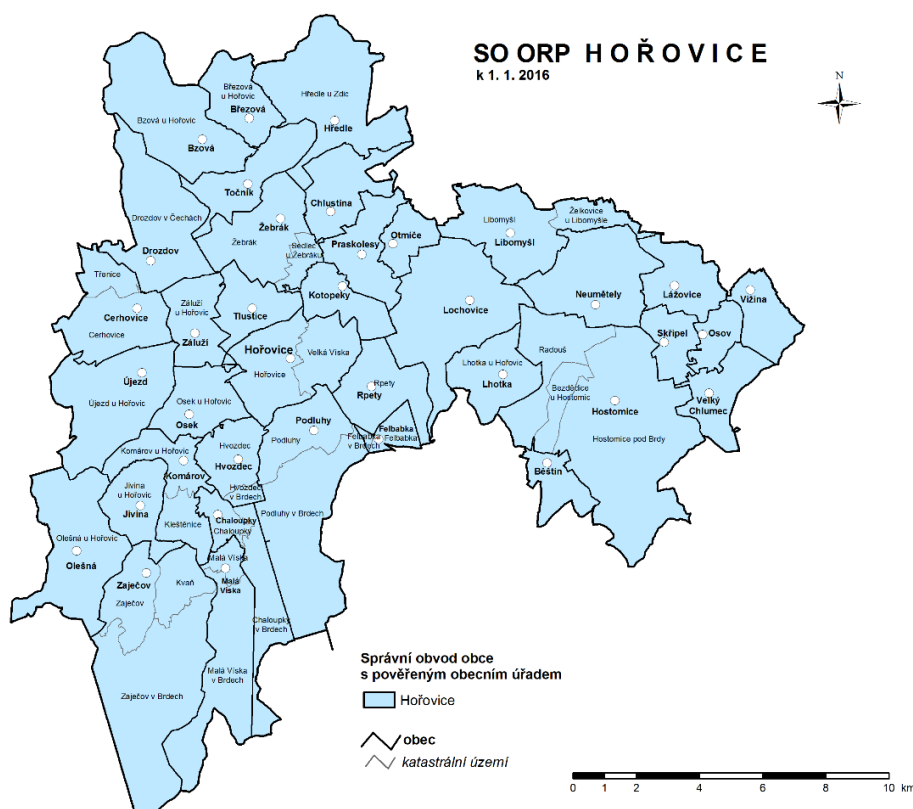 SO ORP HOŘOVICE
k 1. 1. 2016
N
Březová
u Hořovic
Březová
Hředle u Zdic
Hředle
Bzová u Hořovic
Bzová
Točník
Chlustina
Drozdov v Čechách
Drozdov
Žebrák
Žebrák
Sedlec
u Žebráku
Praskolesy
Otmíče
Libomyšl
Libomyšl
Želkovice
u Libomyšle
Třenice
Cerhovice
Cerhovice
Záluží
u Hořovic
Záluží
Tlustice
Kotopeky
Lochovice
Neumětely
Lážovice
Vižina
Hořovice
Hořovice
Velká Víska
Skřipel
Osov
Újezd
Újezd u Hořovic
Osek u Hořovic
Osek
Rpety
Rpety
Lhotka u Hořovic
Lhotka
Radouš
Bezdědice
u Hostomic
Hostomice
Hostomice pod Brdy
Velký
Chlumec
Podluhy
Podluhy
Felbabka
Felbabka
Felbabka
v Brdech
Komárov u Hořovic
Komárov
Hvozdec
Hvozdec
Hvozdec
v Brdech
Běštín
Jivina
u Hořovic
Jivina
Kleštěnice
Chaloupky
Chaloupky
Podluhy v Brdech
Olešná u Hořovic
Olešná
Zaječov
Zaječov
Kvaň
Malá Víska
Malá
Víska
Chaloupky
v Brdech
Malá Víska
v Brdech
Zaječov v Brdech
Správní obvod obce
s pověřeným obecním úřadem
Hořovice
obec
katastrální území
0 1 2 4 6 8 10 km